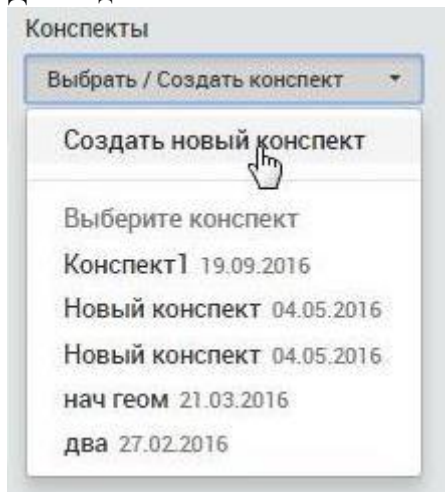 Конспекты
Выбрать / Создать конспект
Создать новый конспект
Выберите конспект
Конспект1 19.09.2016
Новый конспект 04.05.2016
Новый конспект 04.05.2016
нач геом 21.03.2016
два 27.02.2016